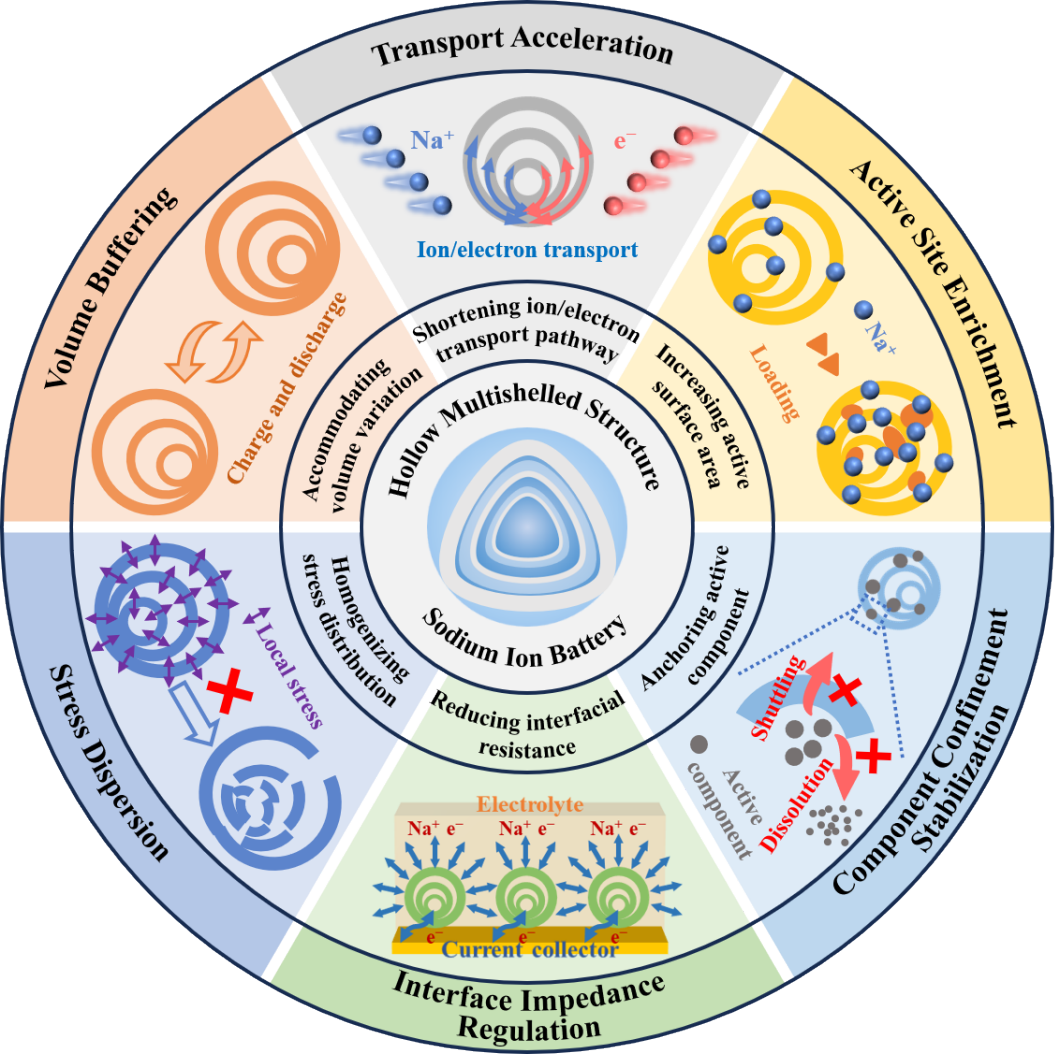 Transport Acceleration
Na⁺
e⁻
Ion/electron transport
Shortening ion/electron
transport pathway
Active Site Enrichment
Na⁺
Loading
Increasing active
surface area
Component Confinement
Stabilization
Shuttling
Dissolution
Active
component
Anchoring active
component
Interface Impedance
Regulation
Reducing interfacial
resistance
Electrolyte
Na⁺ e⁻ Na⁺ e⁻ Na⁺ e⁻
e⁻ e⁻ e⁻
Current collector
Stress Dispersion
Local stress
Homogenizing
stress distribution
Volume Buffering
Charge and discharge
Accommodating
volume variation
Hollow Multishelled Structure
Sodium Ion Battery